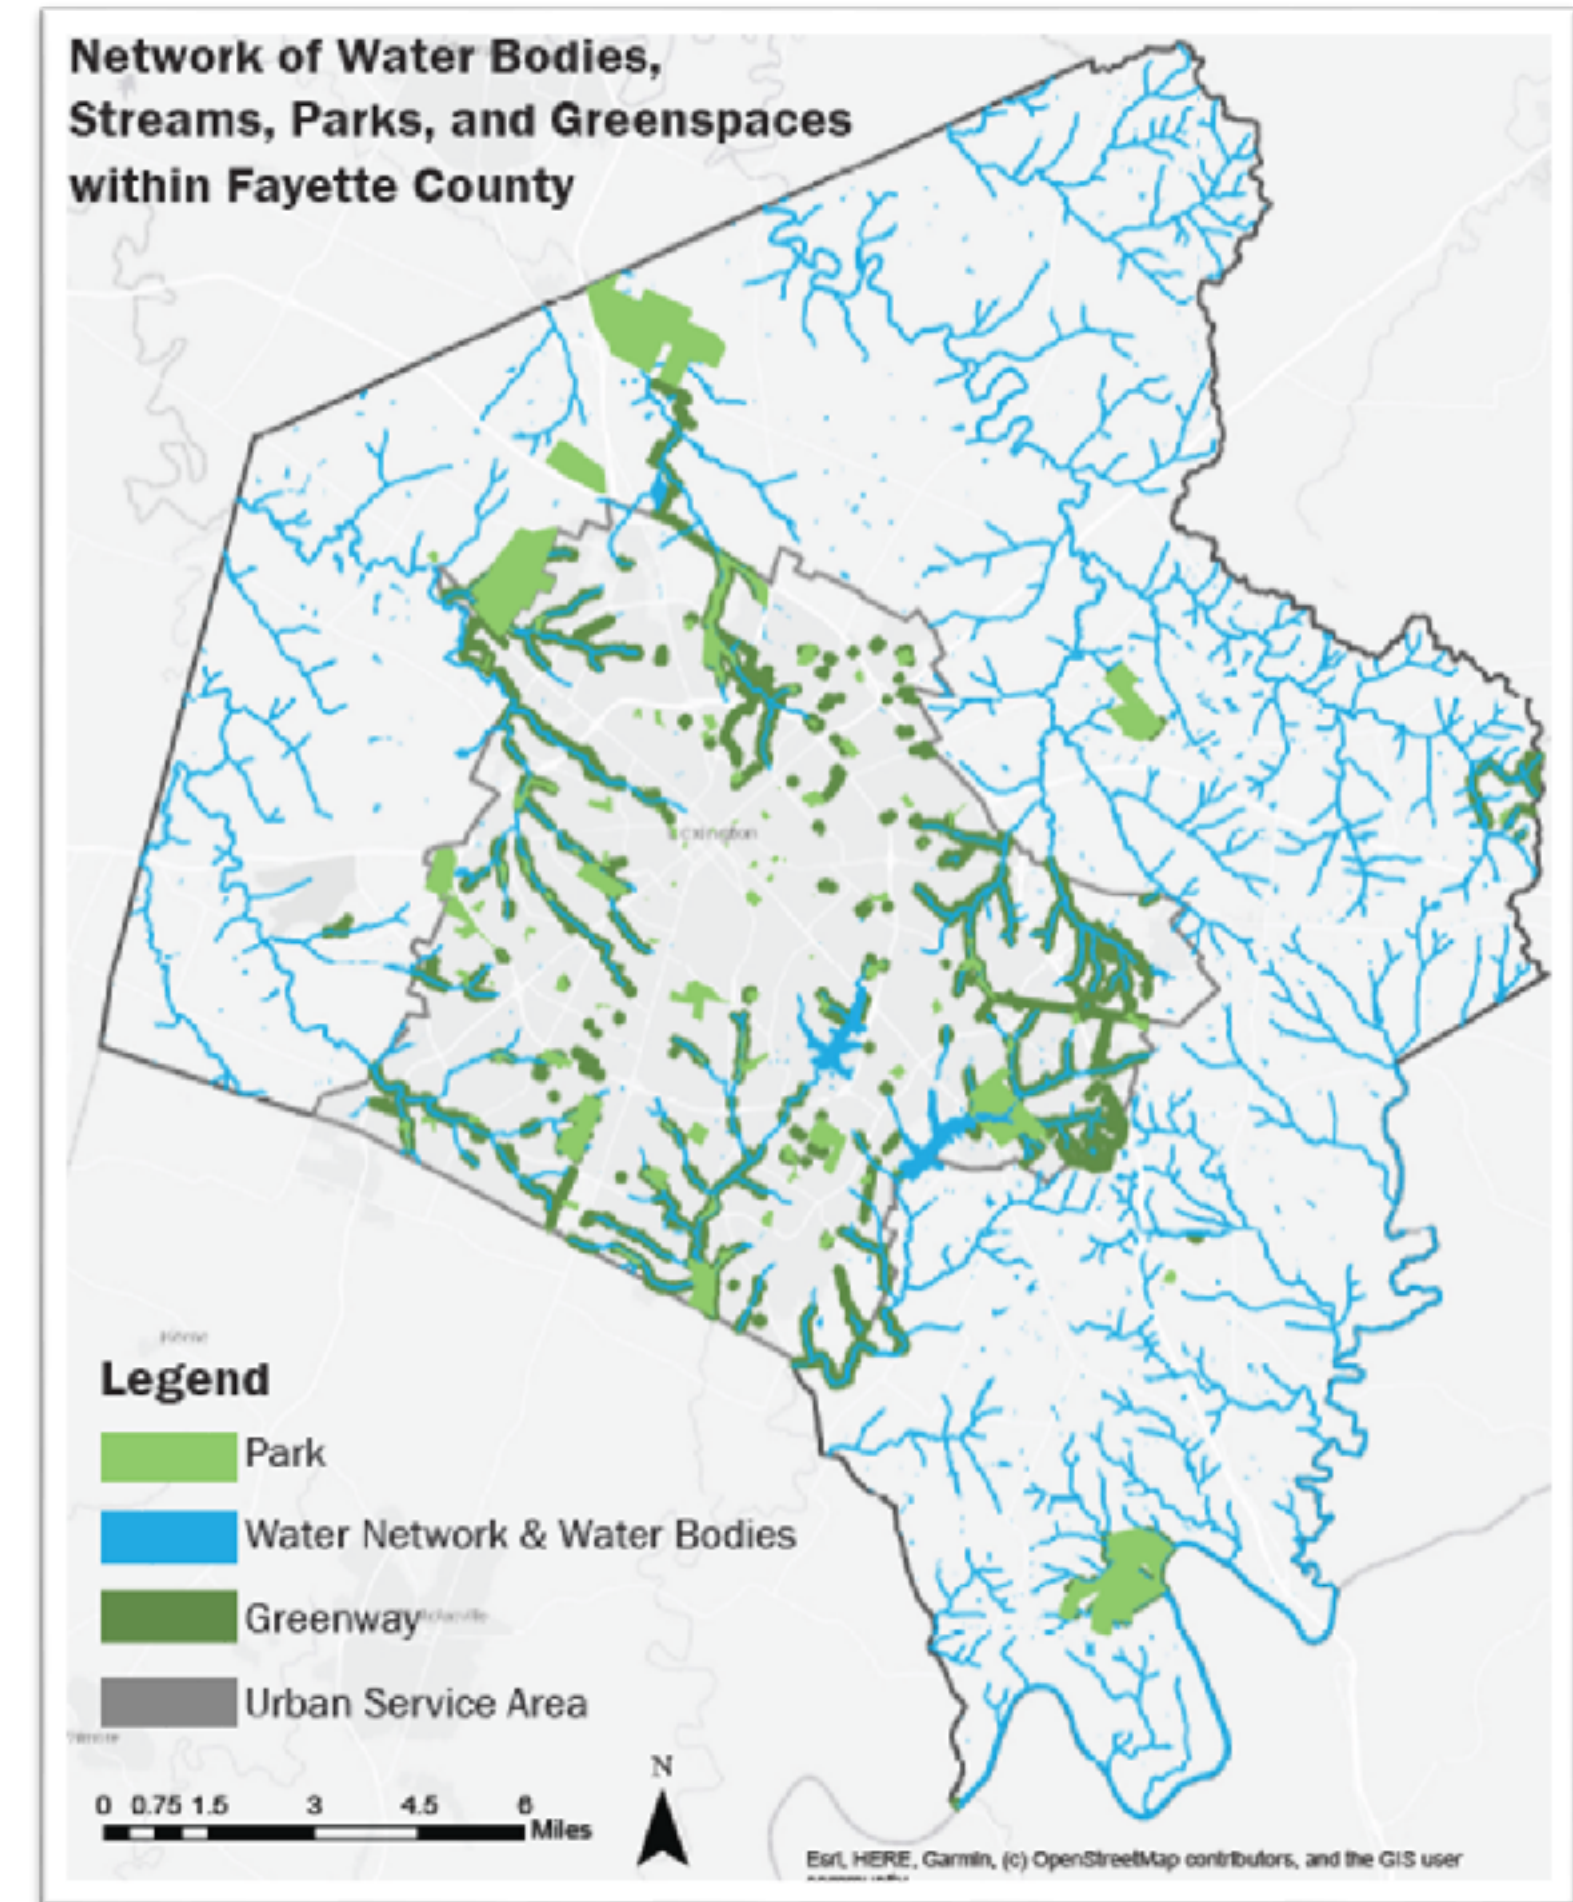 Network of Water Bodies,
Streams, Parks, and Greenspaces
within Fayette County
Lexington
Legend
Park
Water Network & Water Bodies
Greenway
Urban Service Area
N
0 0.75 1.5 3 4.5 6
Miles
Esri, HERE, Garmin, (c) OpenStreetMap contributors, and the GIS user
community